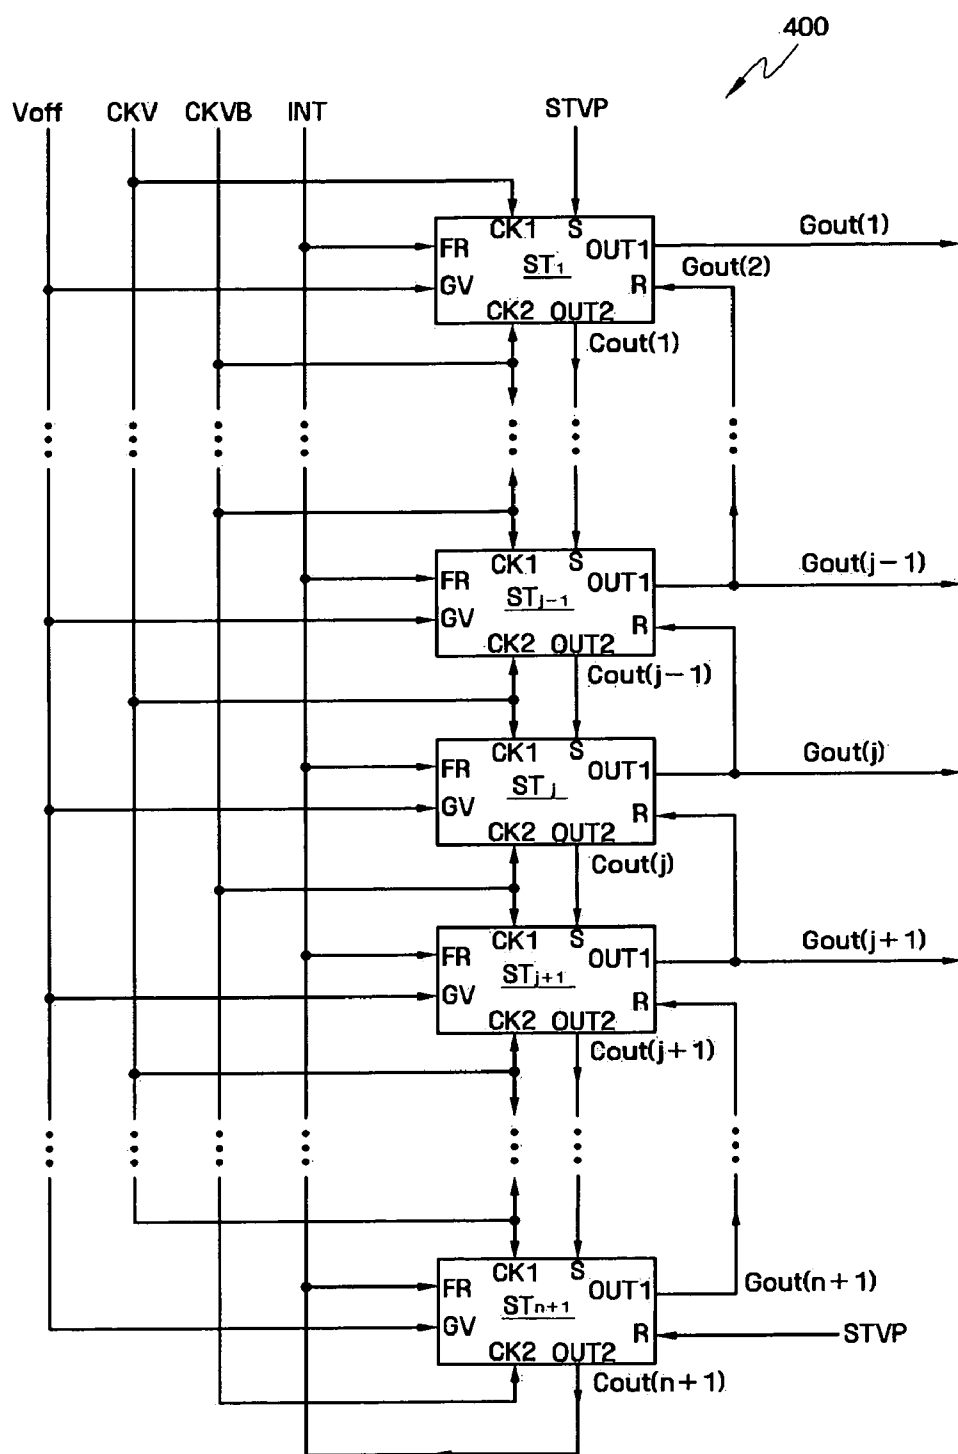 400
Voff CKV CKVB INT STVP
CK1 S Gout(1)
FR OUT1
ST1 Gout(2)
GV R
CK2 OUT2
Cout(1)
CK1 S
FR OUT1 Gout(j-1)
STj-1
GV R
CK2 OUT2
Cout(j-1)
CK1 S
FR OUT1 Gout(j)
STj
GV R
CK2 OUT2
Cout(j)
CK1 S
FR OUT1 Gout(j+1)
STj+1
GV R
CK2 OUT2
Cout(j+1)
CK1 S
FR OUT1 Gout(n+1)
STn+1
GV R STVP
CK2 OUT2
Cout(n+1)